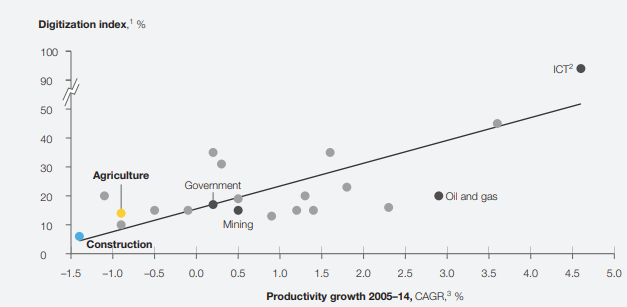 Digitization index,¹ %
100
ICT²
90
50
40
30
Agriculture
Government
20
Oil and gas
Mining
10
Construction
0
–1.5 –1.0 –0.5 0.0 0.5 1.0 1.5 2.0 2.5 3.0 3.5 4.0 4.5 5.0
Productivity growth 2005–14, CAGR,³ %